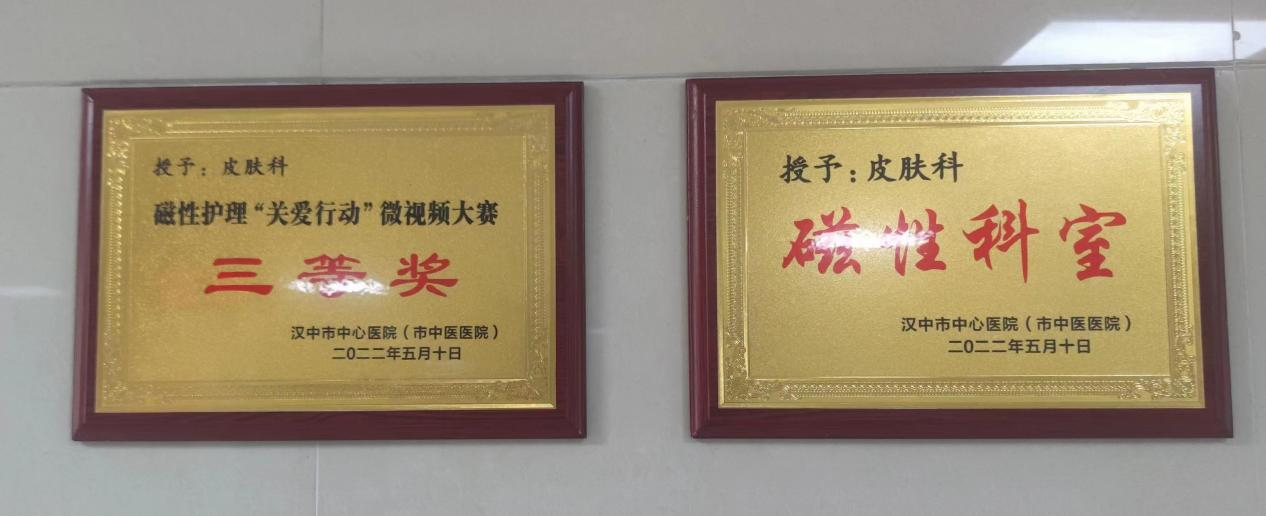 授予：皮肤科
磁性护理“关爱行动”微视频大赛
三等奖
汉中市中心医院（市中医医院）
二0二二年五月十日
授予：皮肤科
磁性科室
汉中市中心医院（市中医医院）
二0二二年五月十日